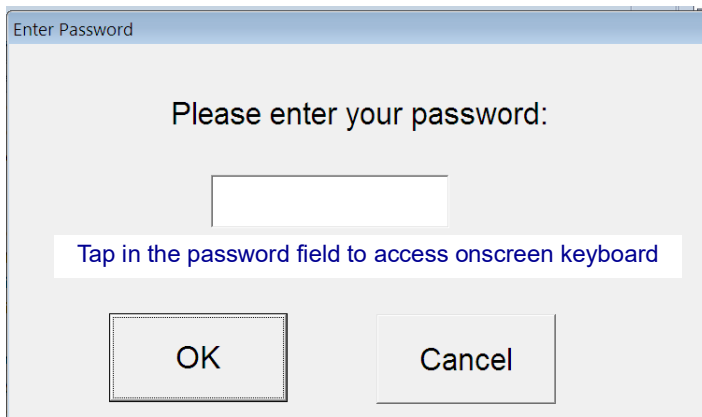 Enter Password
Please enter your password:
Tap in the password field to access onscreen keyboard
OK
Cancel